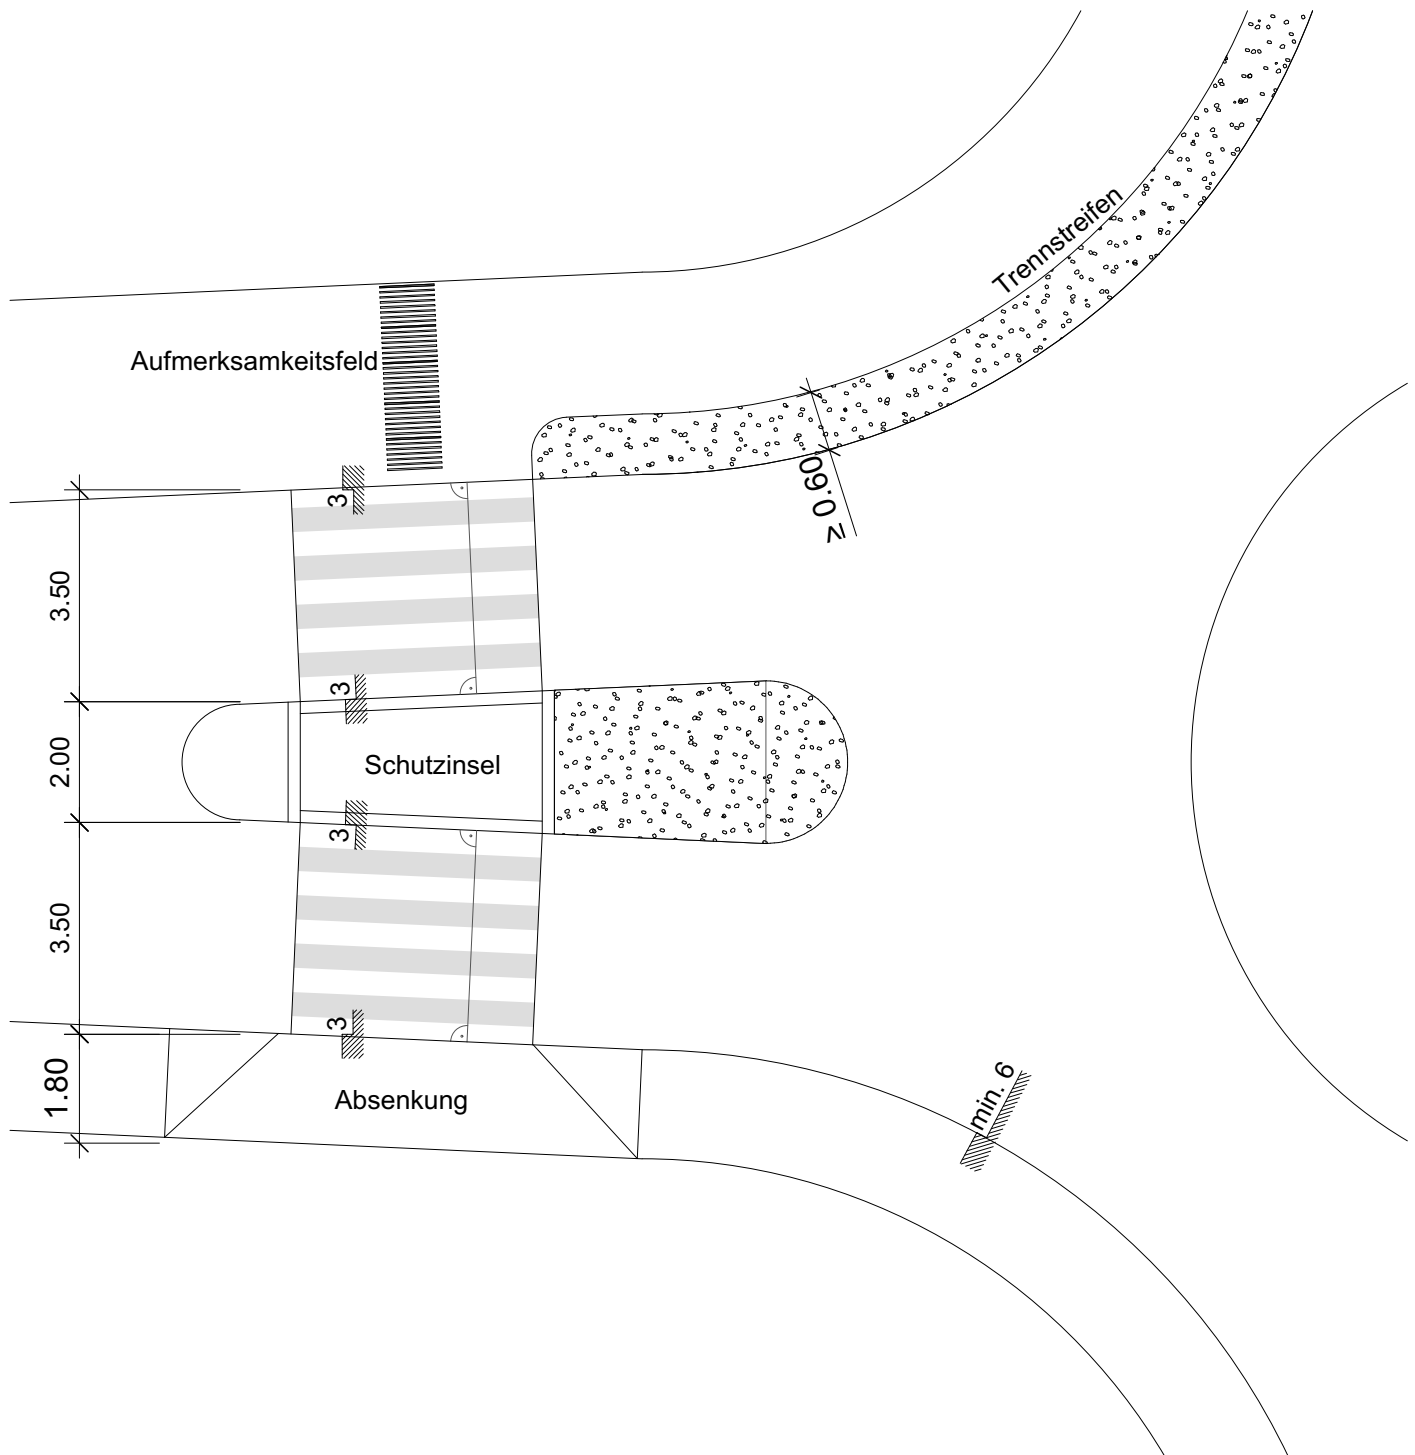 Trennstreifen
Aufmerksamkeitsfeld
≥ 0.60
3
3.50
3
2.00
Schutzinsel
3
3.50
3
1.80
Absenkung
min. 6